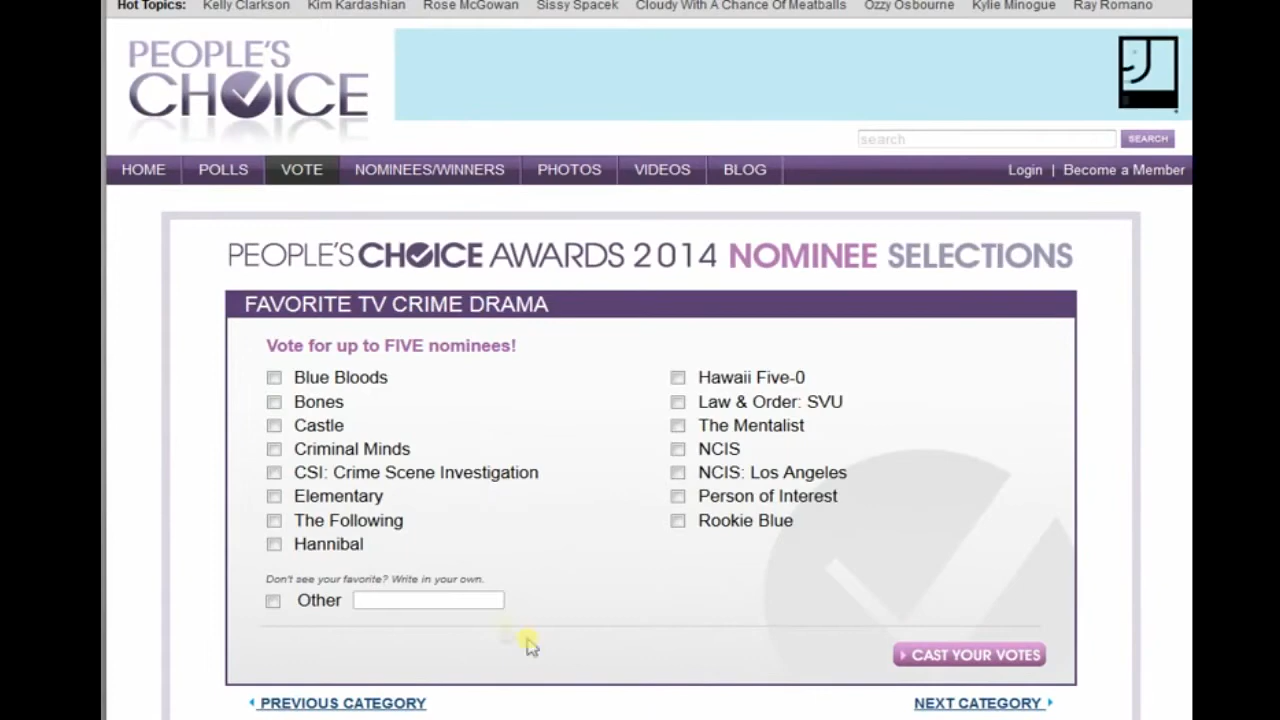 Hot Topics: Kelly Clarkson Kim Kardashian Rose McGowan Sissy Spacek Cloudy With A Chance Of Meatballs Ozzy Osbourne Kylie Minogue Ray Romano
PEOPLE'S
CHOICE
search SEARCH
HOME POLLS VOTE NOMINEES/WINNERS PHOTOS VIDEOS BLOG Login | Become a Member
PEOPLE'S CHOICE AWARDS 2014 NOMINEE SELECTIONS
FAVORITE TV CRIME DRAMA
Vote for up to FIVE nominees!
Blue Bloods
Bones
Castle
Criminal Minds
CSI: Crime Scene Investigation
Elementary
The Following
Hannibal
Hawaii Five-0
Law & Order: SVU
The Mentalist
NCIS
NCIS: Los Angeles
Person of Interest
Rookie Blue
Don't see your favorite? Write in your own.
Other
CAST YOUR VOTES
PREVIOUS CATEGORY NEXT CATEGORY